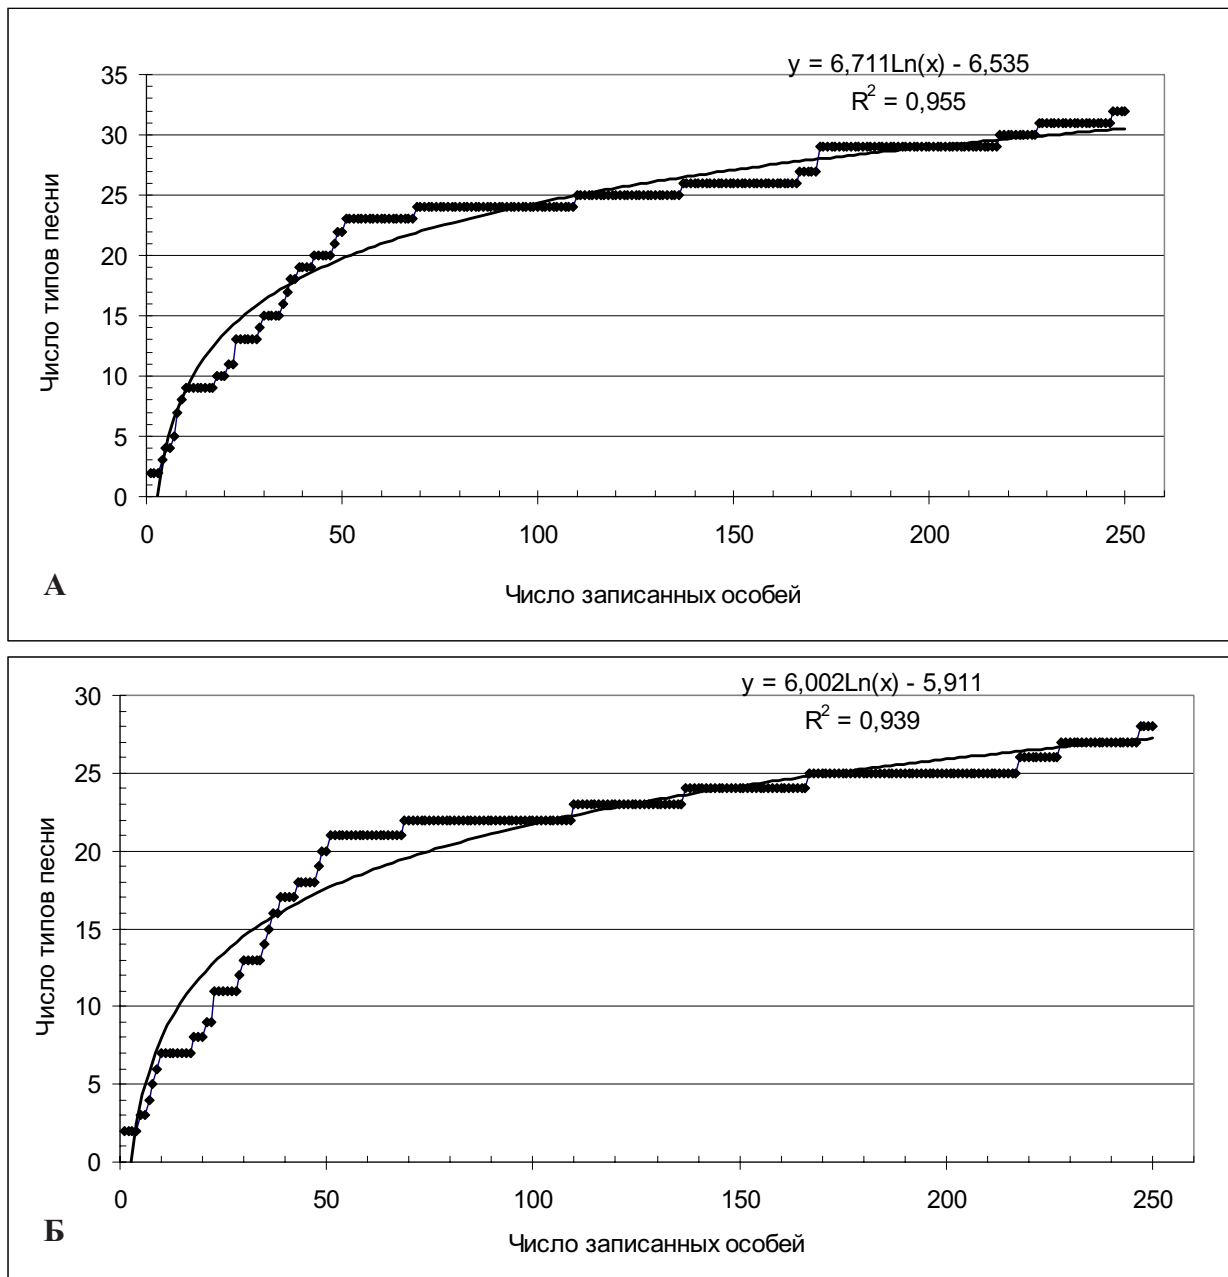 y = 6,711Ln(x) - 6,535
R² = 0,955
35
30
25
20
15
10
5
0
0 50 100 150 200 250
Число типов песни
Число записанных особей
А
y = 6,002Ln(x) - 5,911
R² = 0,939
30
25
20
15
10
5
0
0 50 100 150 200 250
Число типов песни
Число записанных особей
Б